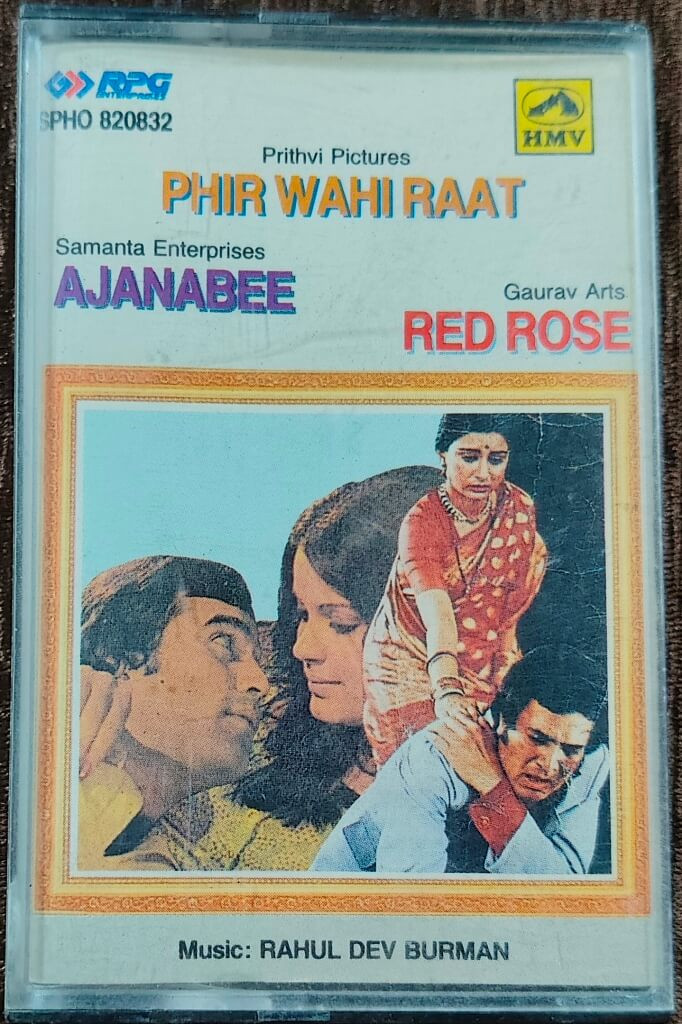 RPG
ENTERPRISES
SPHO 820832
HMV
Prithvi Pictures
PHIR WAHI RAAT
Samanta Enterprises
AJANABEE
Gaurav Arts
RED ROSE
Music: RAHUL DEV BURMAN